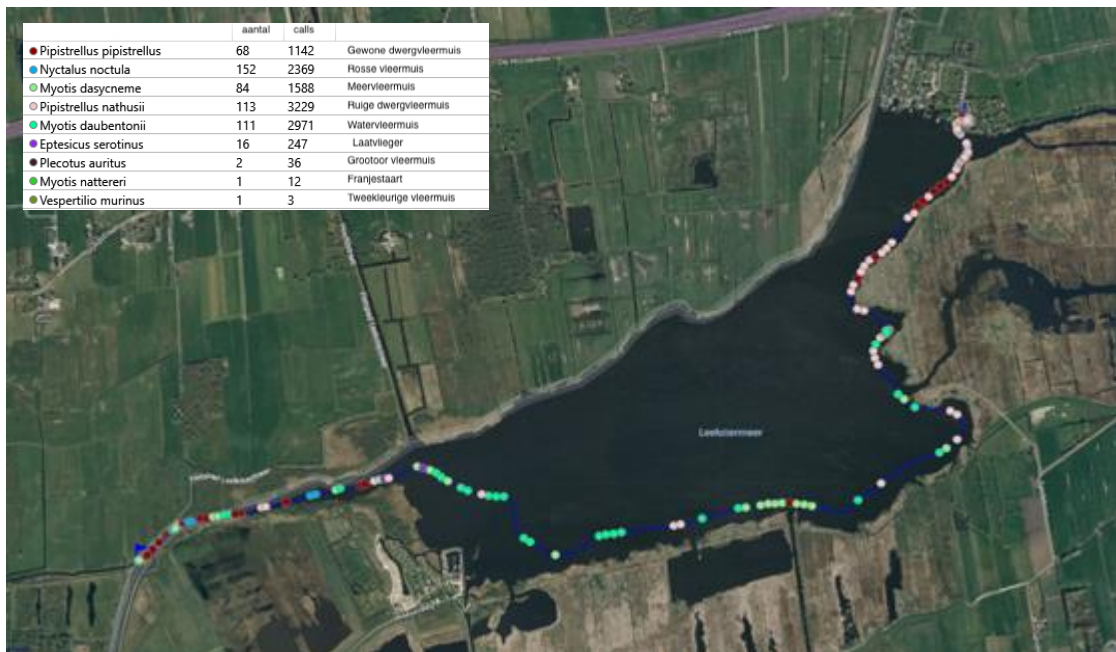 aantal calls
Pipistrellus pipistrellus 68 1142 Gewone dwergvleermuis
Nyctalus noctula 152 2369 Rosse vleermuis
Myotis dasycneme 84 1588 Meervleermuis
Pipistrellus nathusii 113 3229 Ruige dwergvleermuis
Myotis daubentonii 111 2971 Watervleermuis
Eptesicus serotinus 16 247 Laatvlieger
Plecotus auritus 2 36 Grootoor vleermuis
Myotis nattereri 1 12 Franjestaart
Vespertilio murinus 1 3 Tweekleurige vleermuis
Leekstermeer